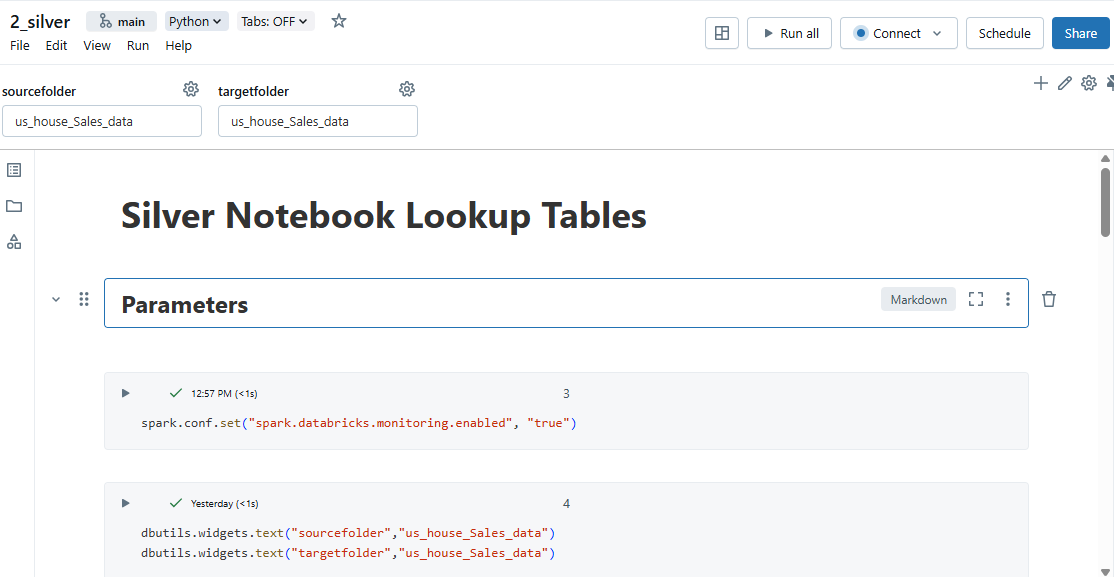 2_silver main Python Tabs: OFF
File Edit View Run Help
Run all Connect Schedule Share
sourcefolder targetfolder
us_house_Sales_data us_house_Sales_data
Silver Notebook Lookup Tables
Parameters Markdown
12:57 PM (<1s) 3
spark.conf.set("spark.databricks.monitoring.enabled", "true")
Yesterday (<1s) 4
dbutils.widgets.text("sourcefolder","us_house_Sales_data")
dbutils.widgets.text("targetfolder","us_house_Sales_data")